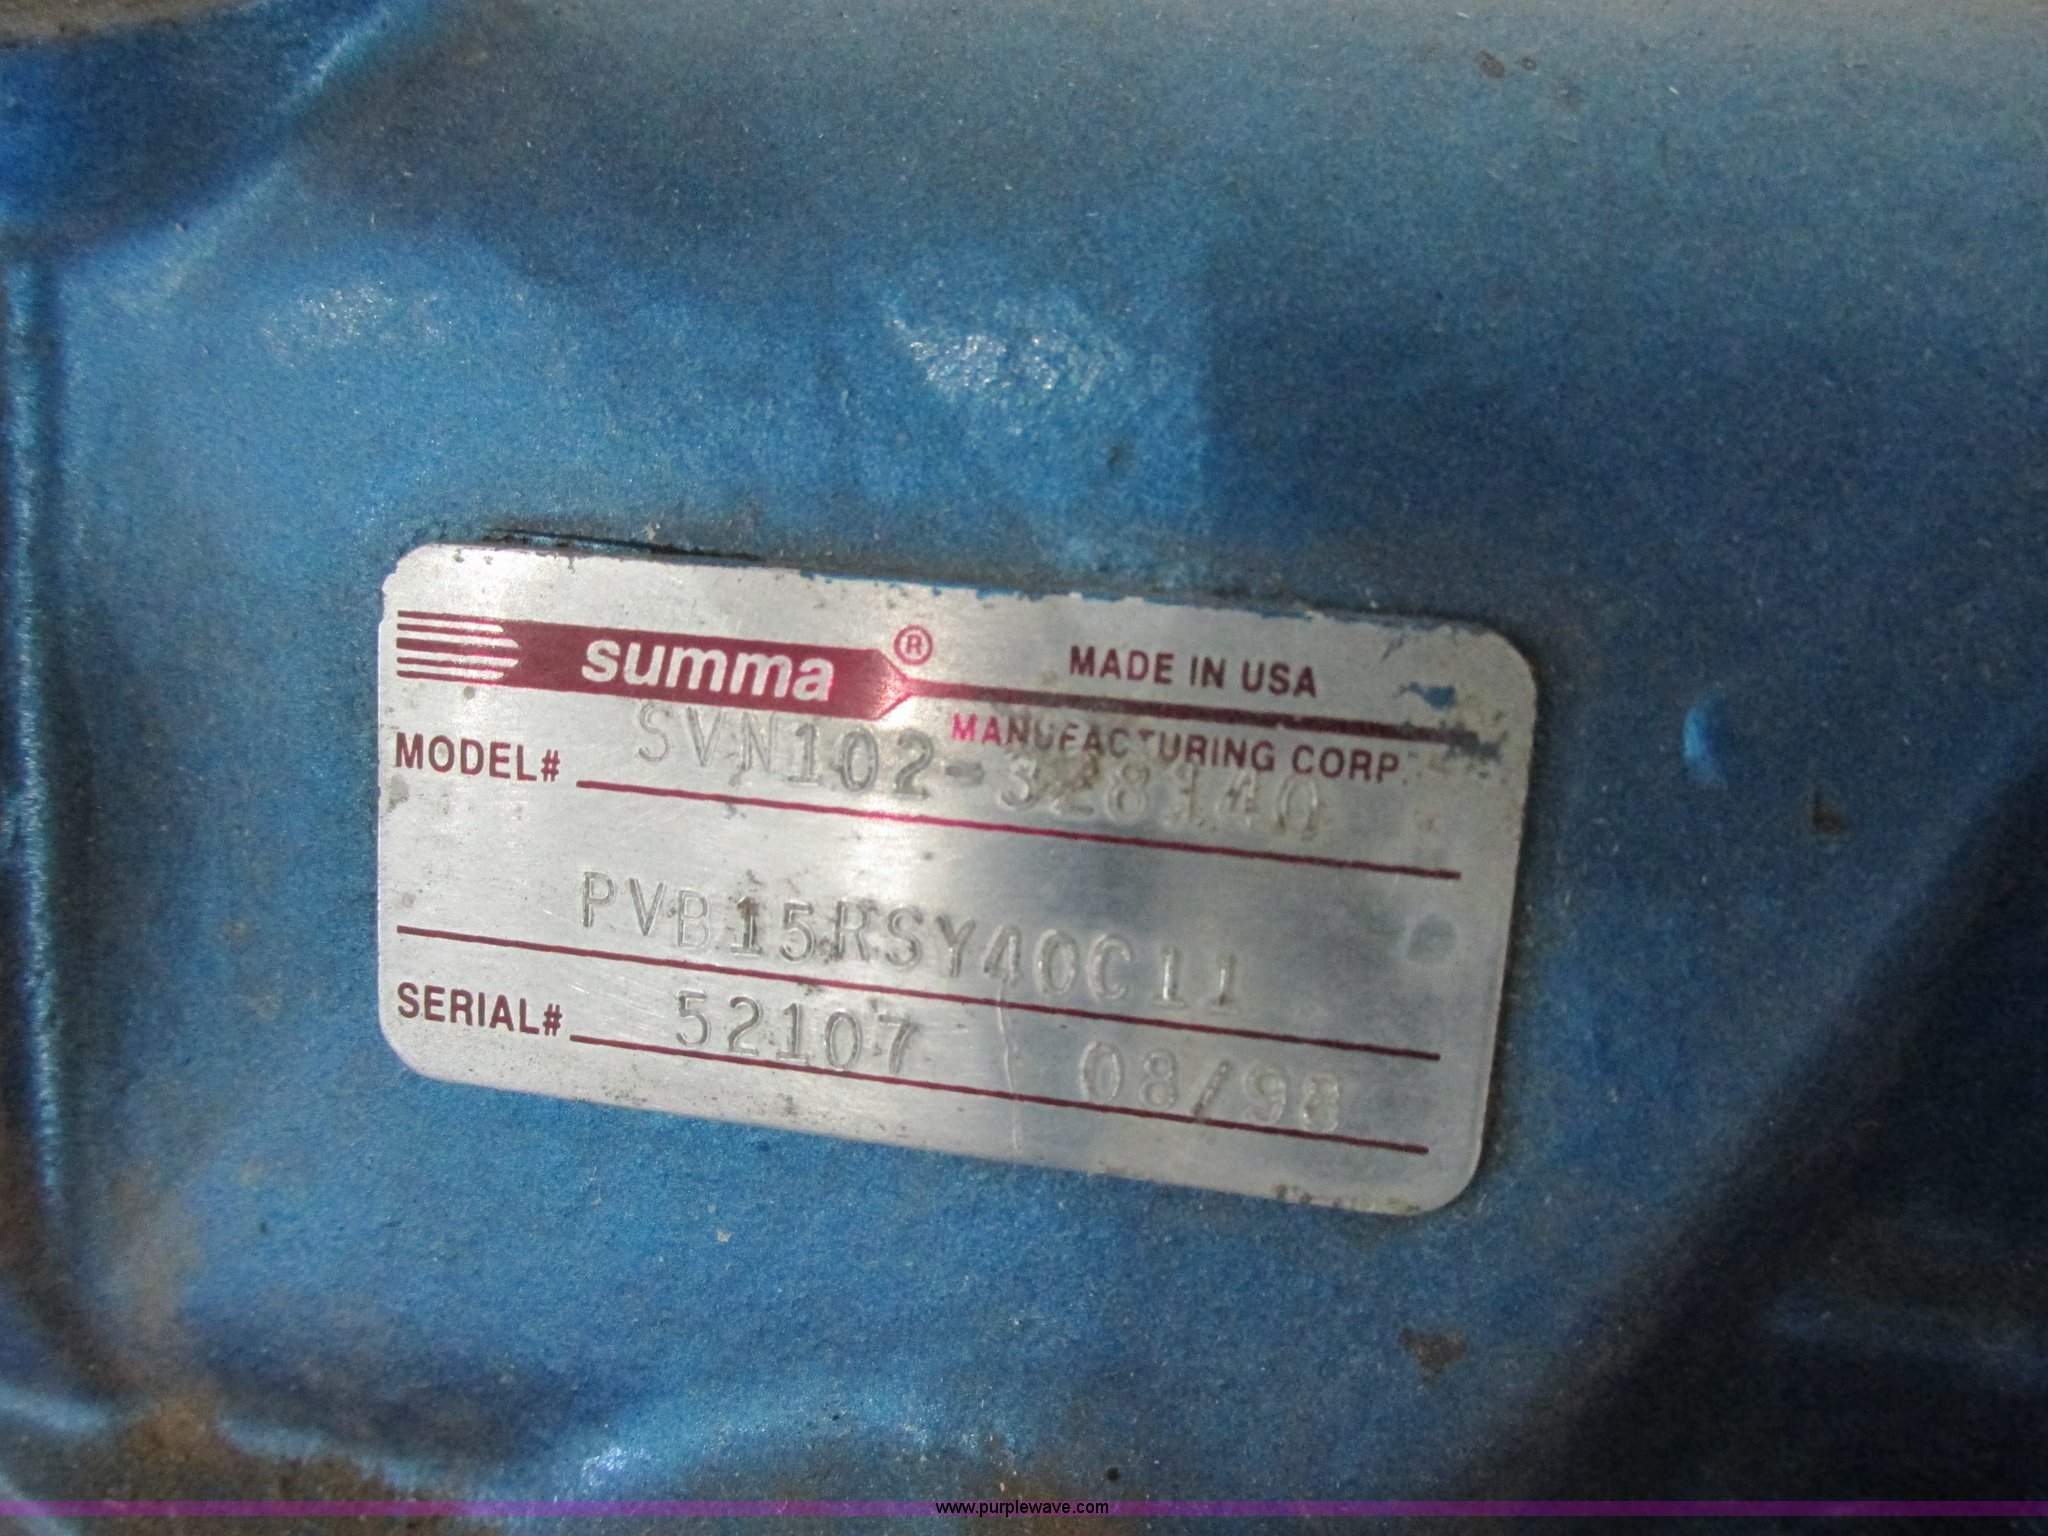 summa ® MADE IN USA
MANUFACTURING CORP.
MODEL# SVN102-328140
PVB15RSY40C11
SERIAL# 52107 08/98
www.purplewave.com